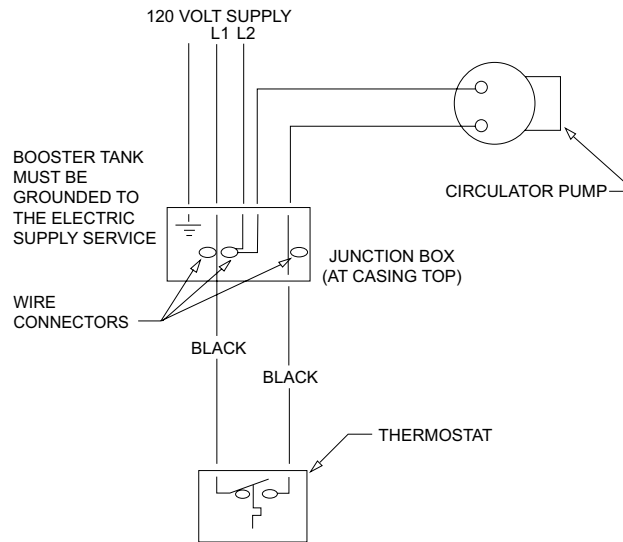 120 VOLT SUPPLY
L1 L2
BOOSTER TANK
MUST BE
GROUNDED TO
THE ELECTRIC
SUPPLY SERVICE
CIRCULATOR PUMP
JUNCTION BOX
(AT CASING TOP)
WIRE
CONNECTORS
BLACK
BLACK
THERMOSTAT